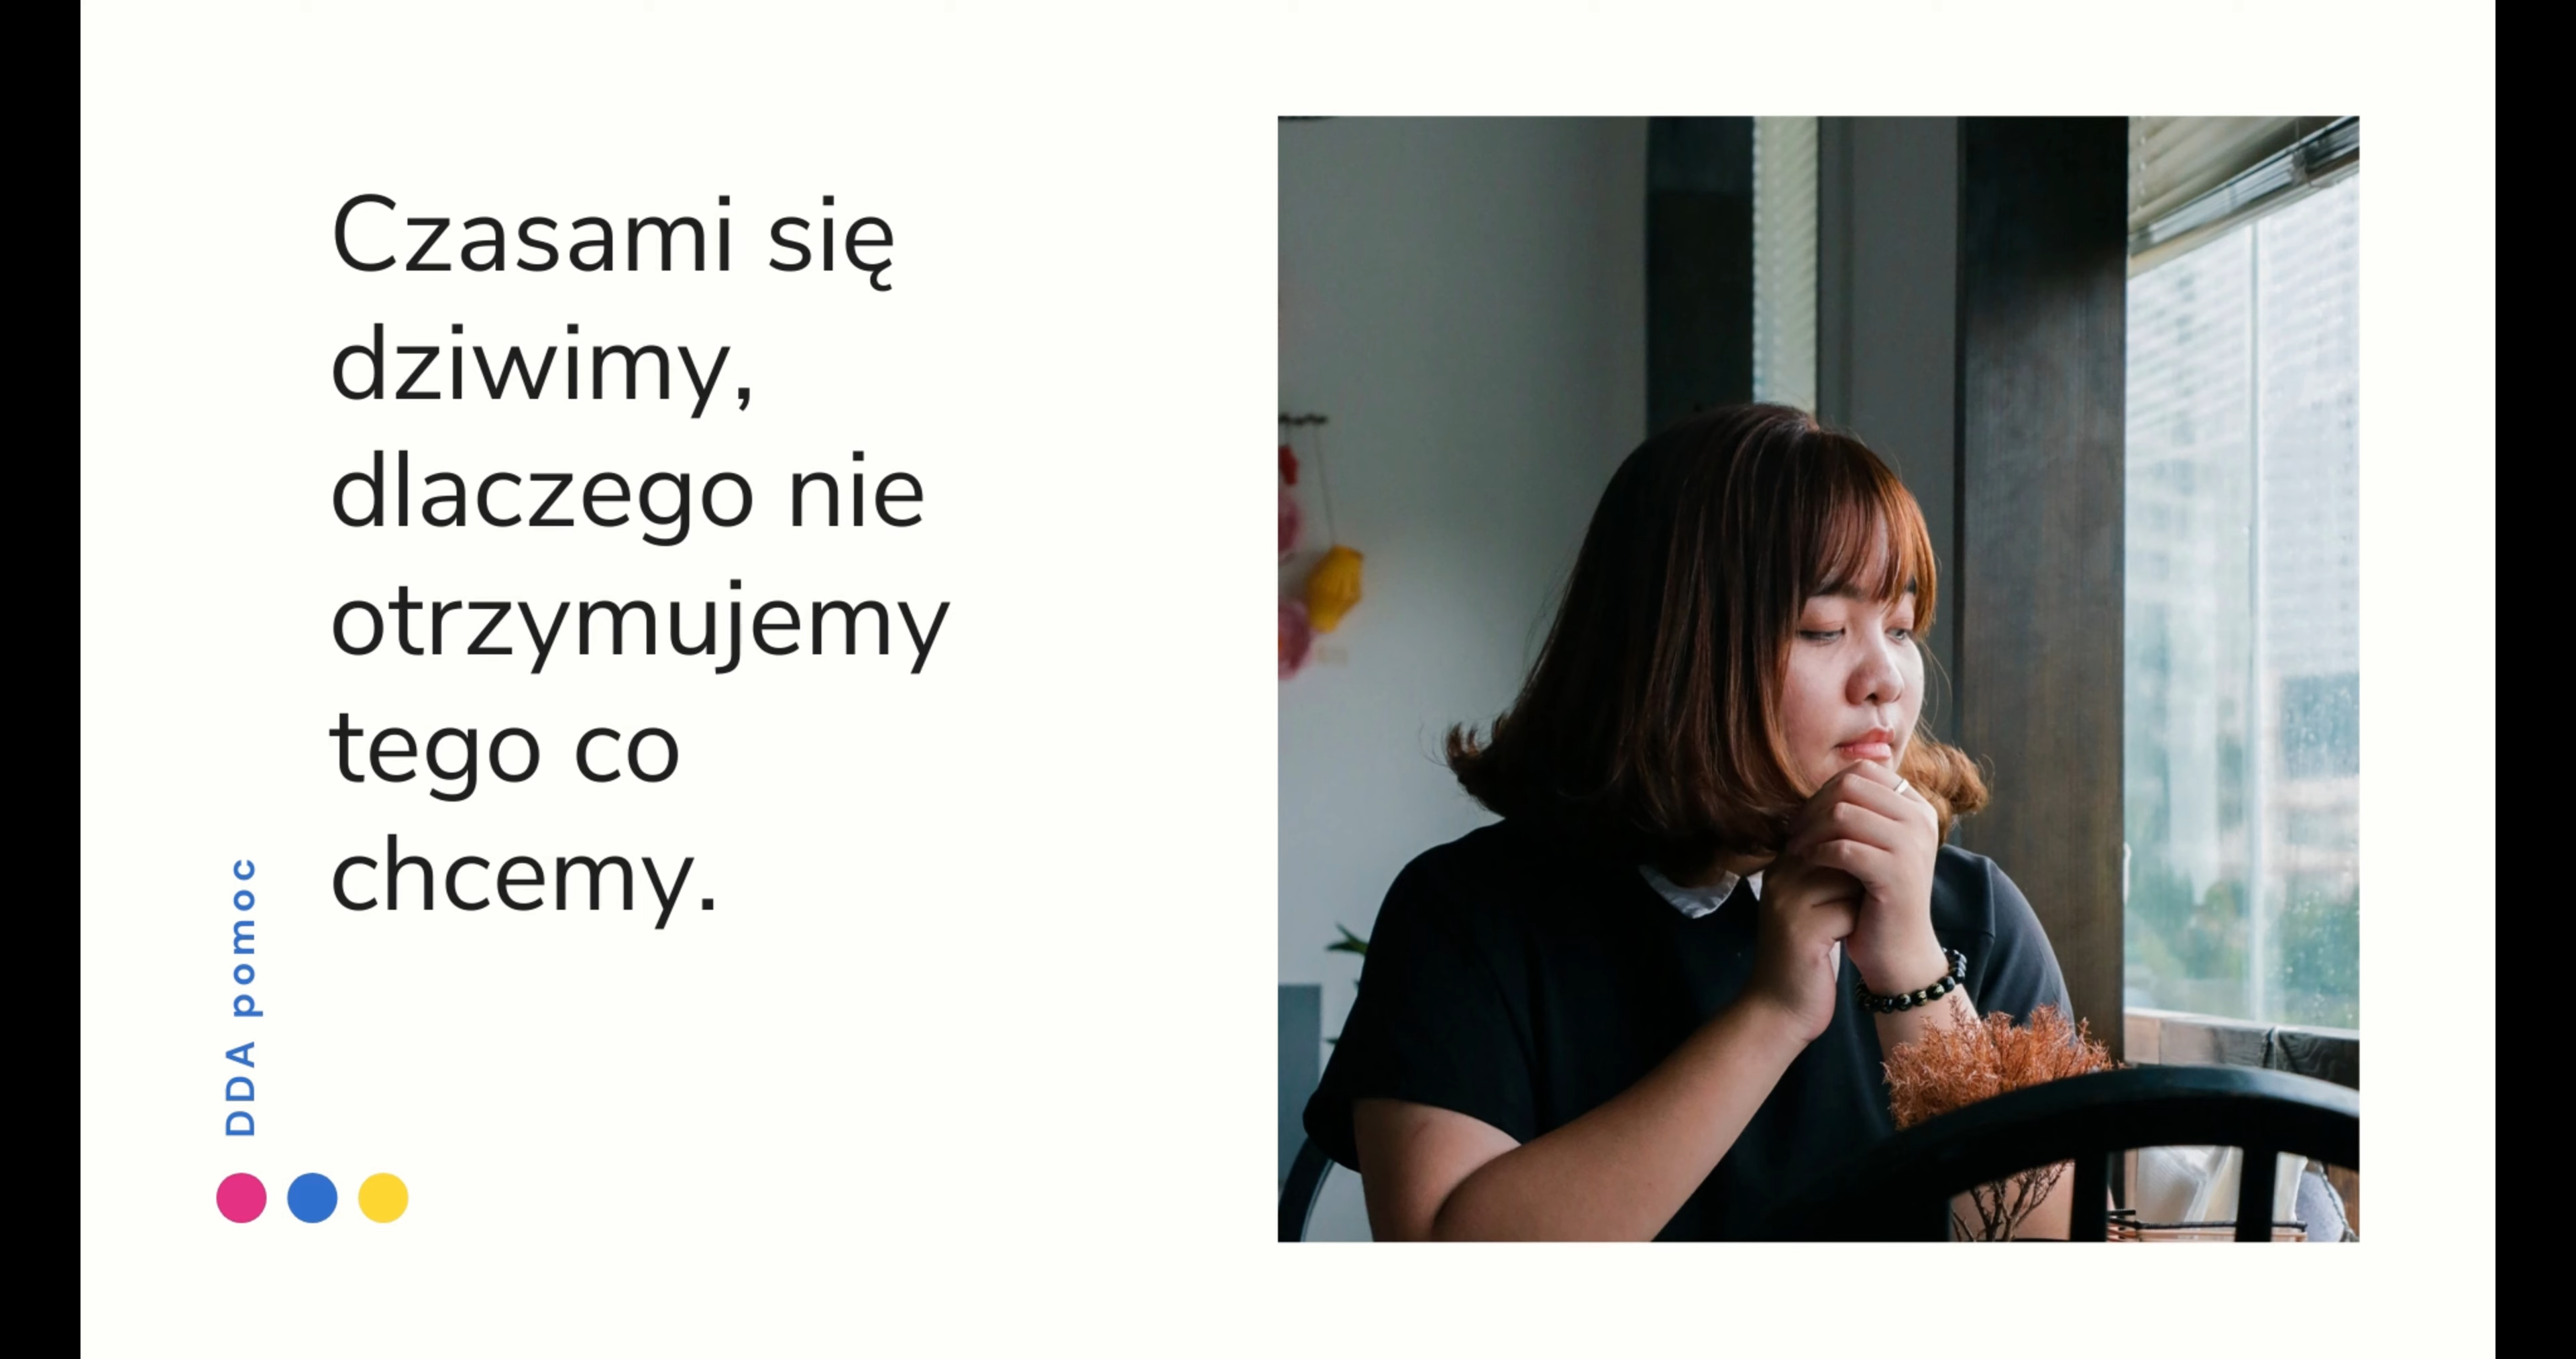 Czasami się
dziwimy,
dlaczego nie
otrzymujemy
tego co
chcemy.
DDA pomoc